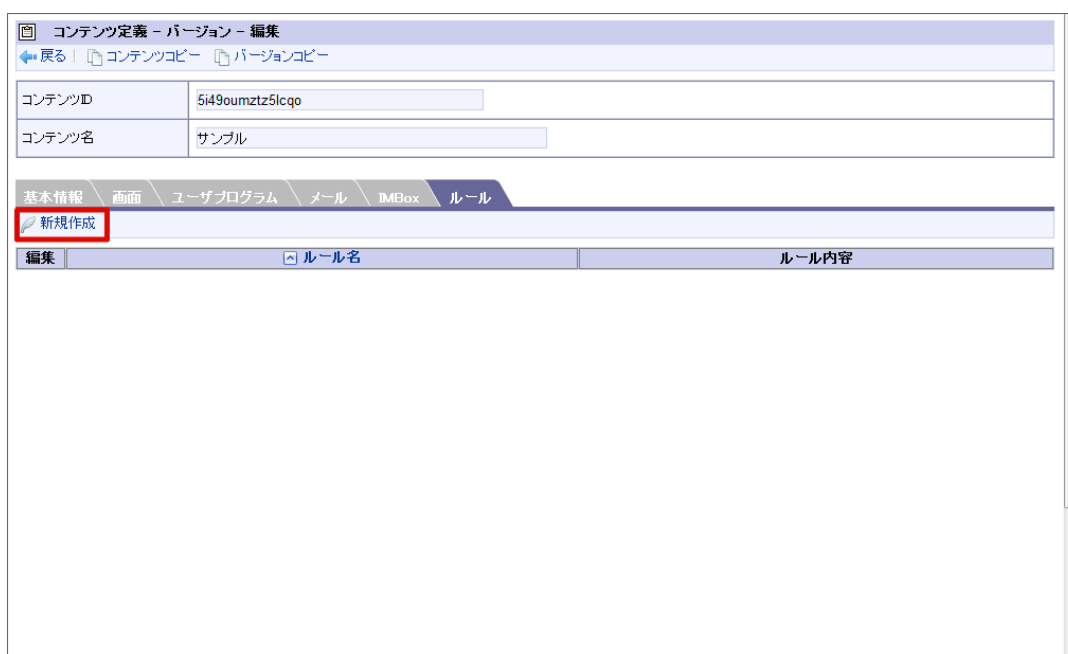 コンテンツ定義 - バージョン - 編集
戻る コンテンツコピー バージョンコピー
コンテンツID 5i49oumztz5lcqo
コンテンツ名 サンプル
基本情報 画面 ユーザプログラム メール IMBox ルール
新規作成
編集 ルール名 ルール内容